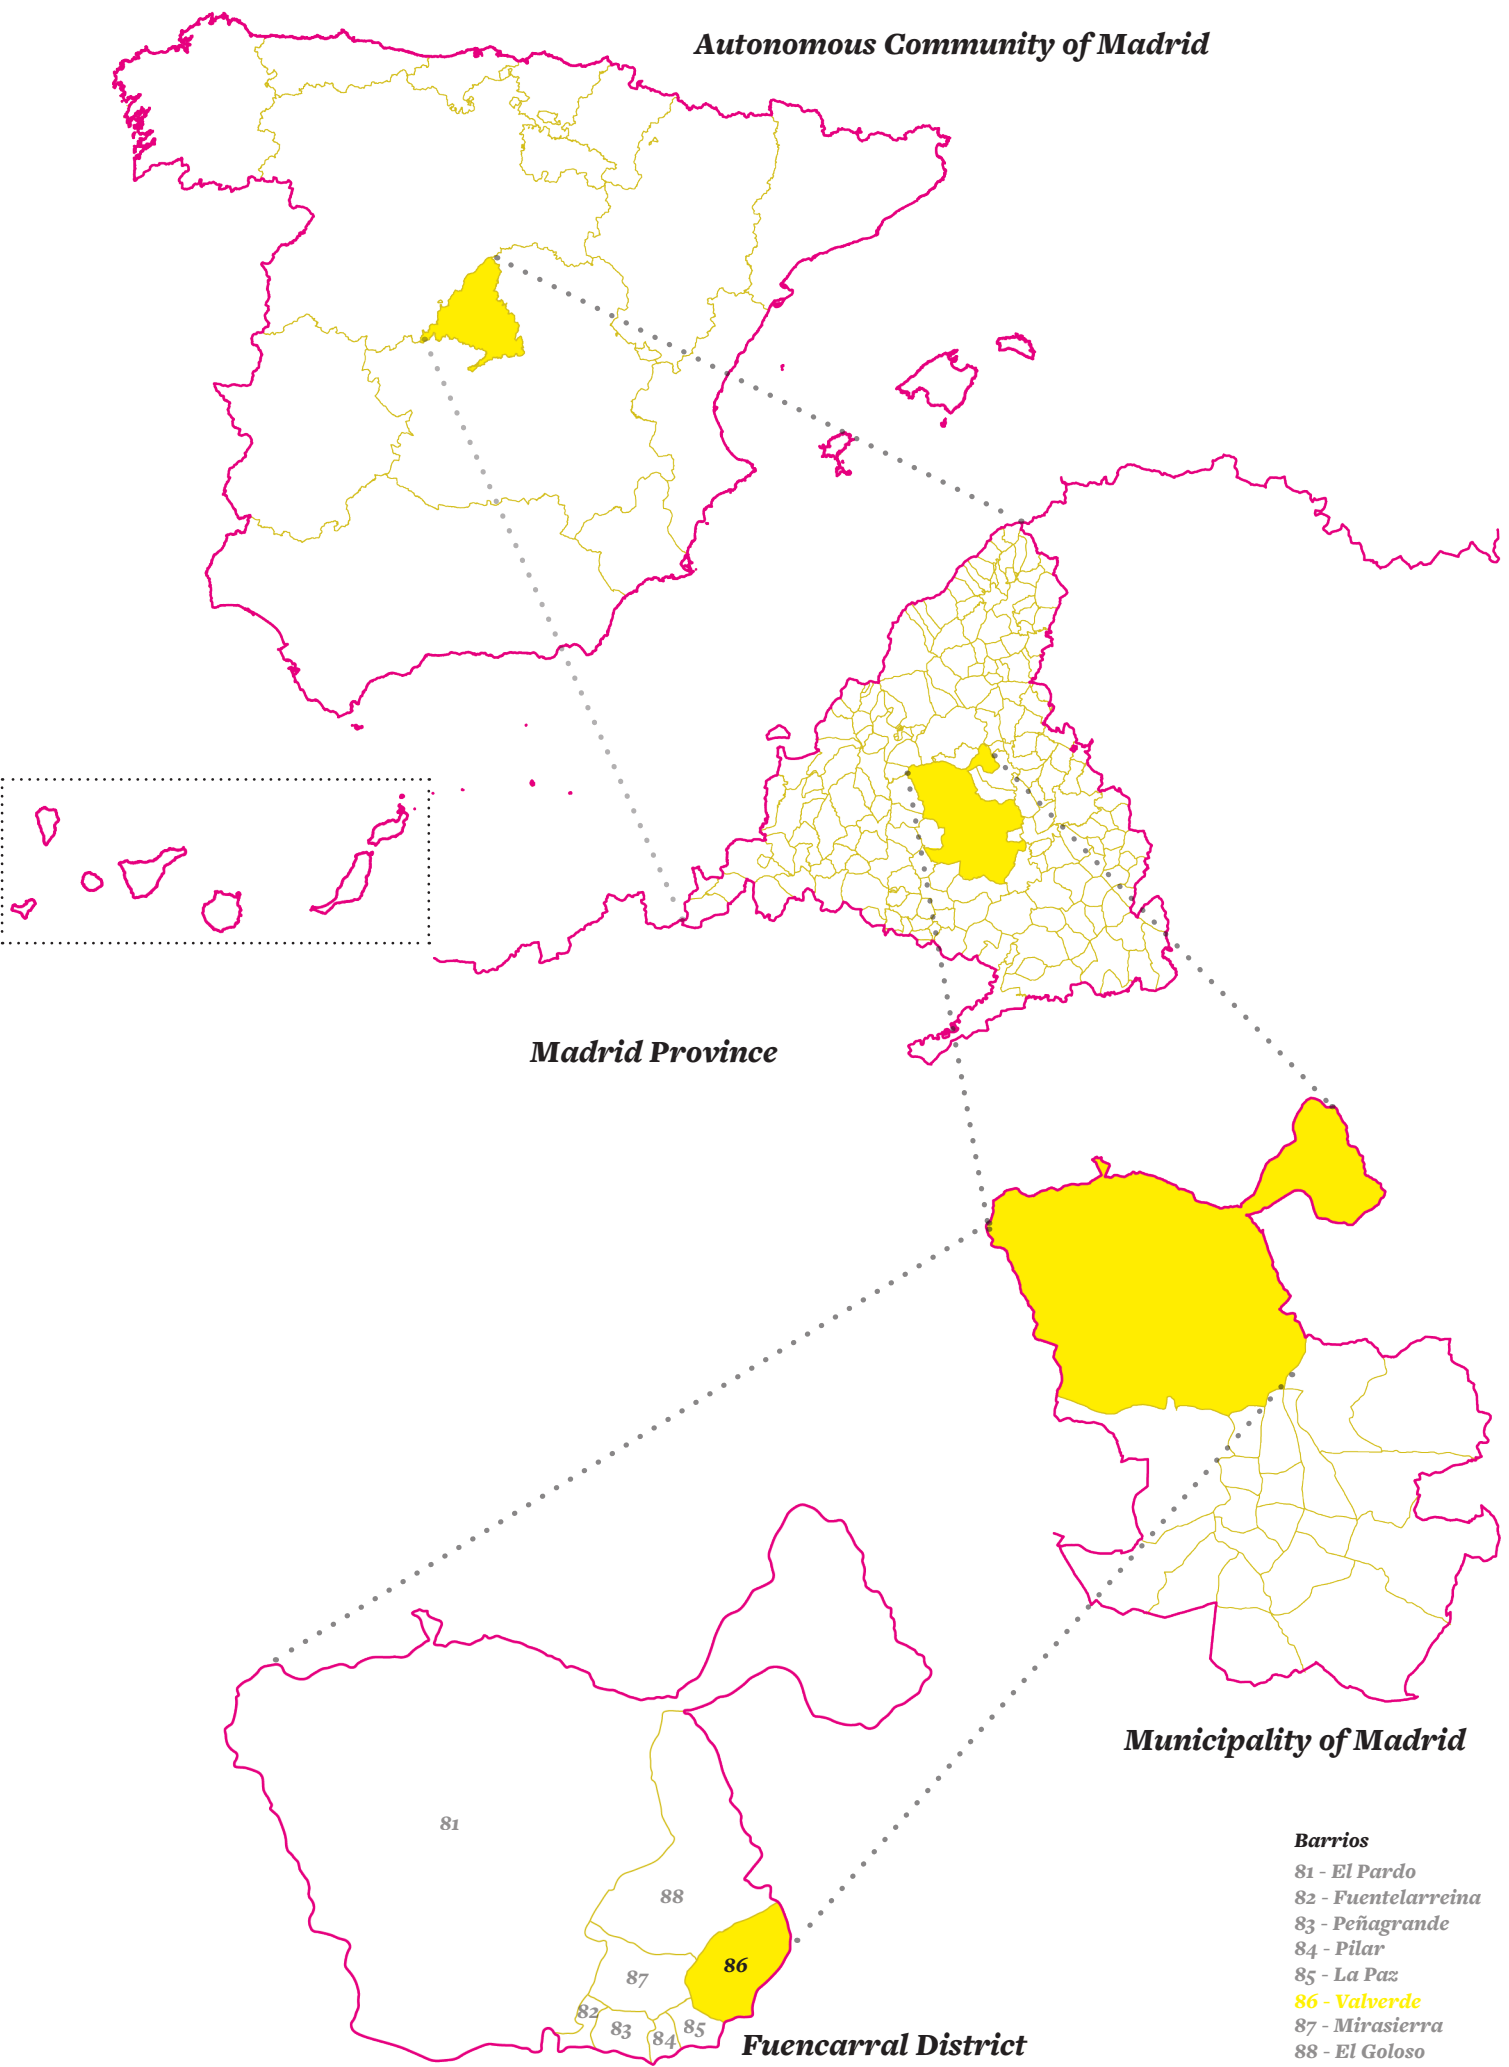 Autonomous Community of Madrid
Madrid Province
Municipality of Madrid
81
88
86
87
82
83
84
85
Fuencarral District
Barrios
81 - El Pardo
82 - Fuentelarreina
83 - Peñagrande
84 - Pilar
85 - La Paz
86 - Valverde
87 - Mirasierra
88 - El Goloso